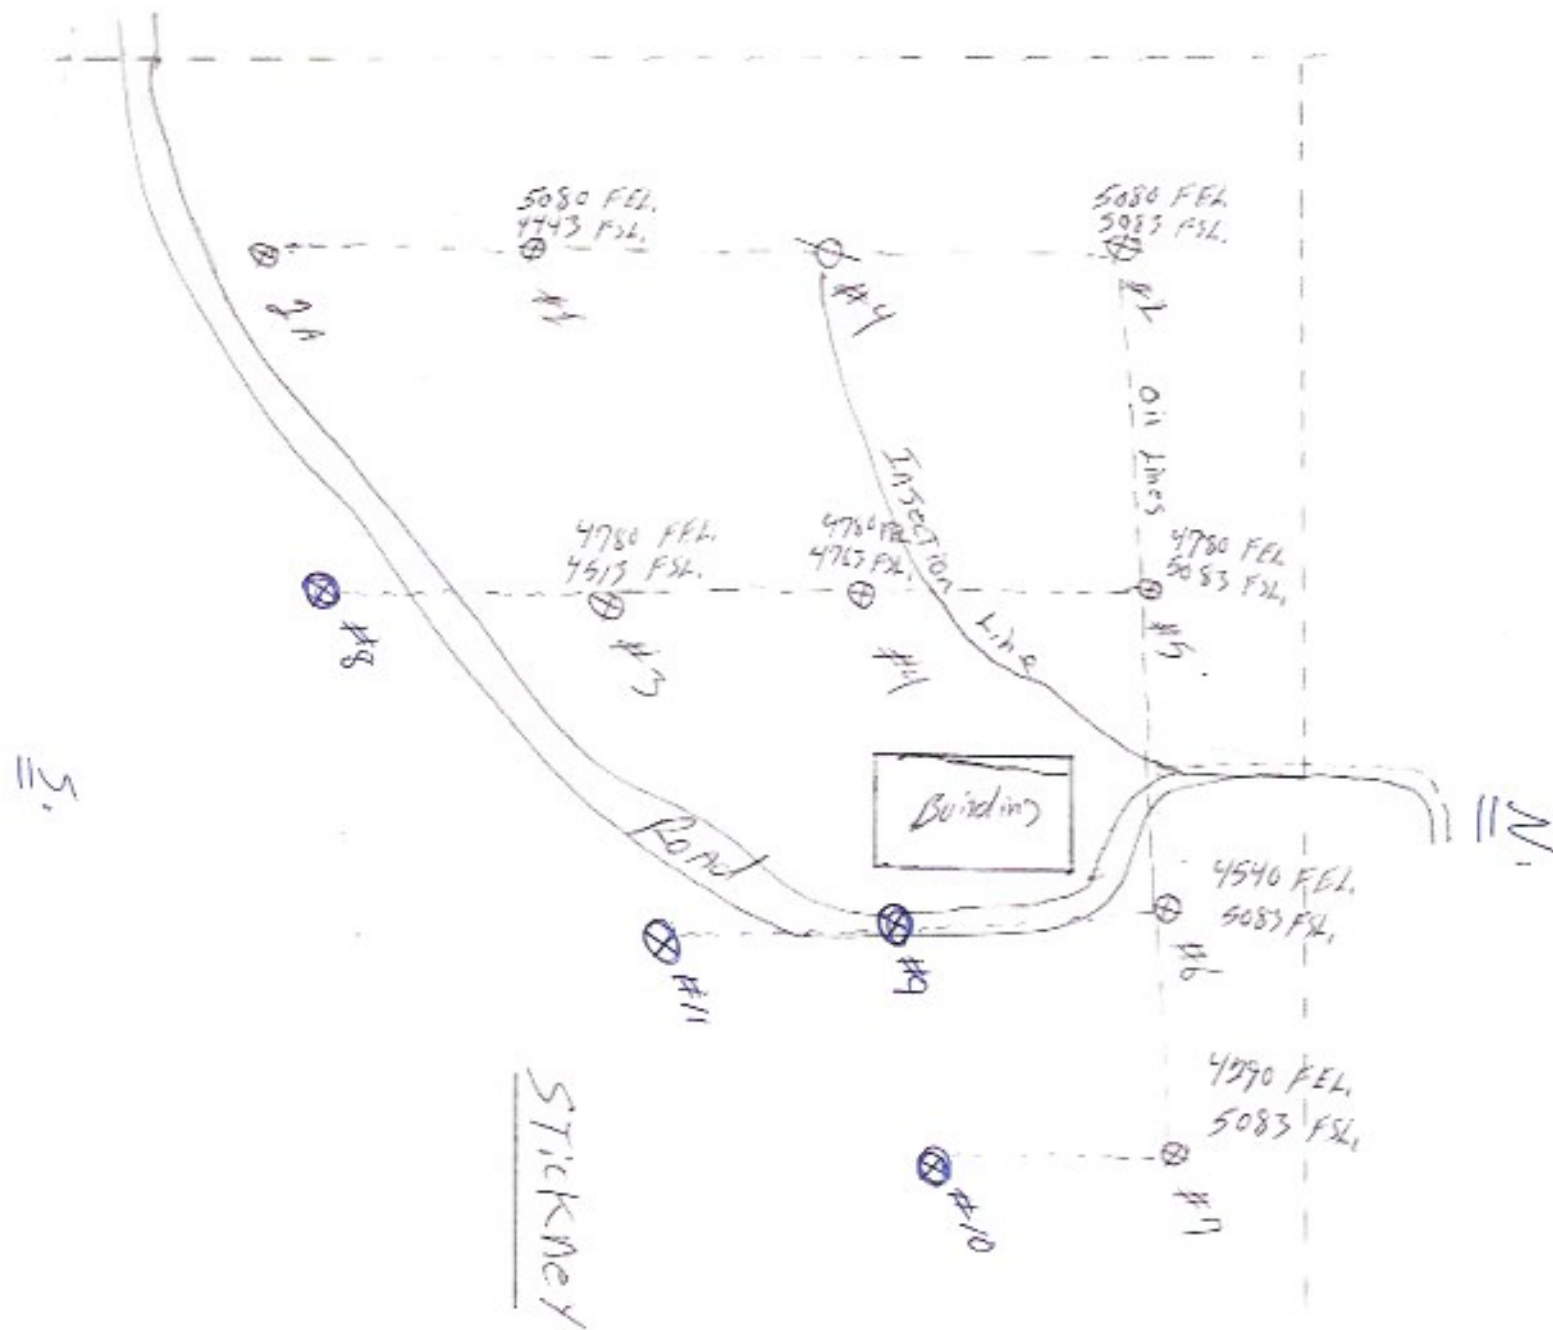 5080 FEL.
4443 FSL.
5080 FEL.
5083 FSL.
2A
#1
#4
#2
Oil Lines
Insection Line
4780 FEL.
4513 FSL.
4780 FEL
4763 FSL.
4780 FEL
5083 FSL.
#8
#3
#4
#5
S.
N.
Building
Road
4540 FEL.
5083 FSL.
#11
#9
#6
4290 FEL.
5083 FSL.
#10
#7
STickney